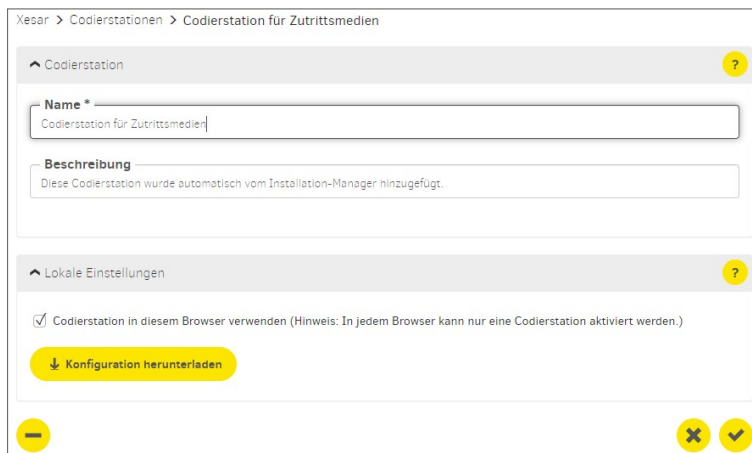 Xesar > Codierstationen > Codierstation für Zutrittsmedien
Codierstation
?
Name *
Codierstation für Zutrittsmedien
Beschreibung
Diese Codierstation wurde automatisch vom Installation-Manager hinzugefügt.
Lokale Einstellungen
?
Codierstation in diesem Browser verwenden (Hinweis: In jedem Browser kann nur eine Codierstation aktiviert werden.)
Konfiguration herunterladen